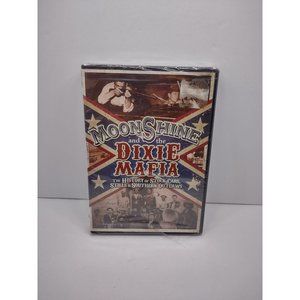 MOONSHINE
and the
DIXIE
MAFIA
THE HISTORY OF STOCK CARS,
STILLS & SOUTHERN OUTLAWS